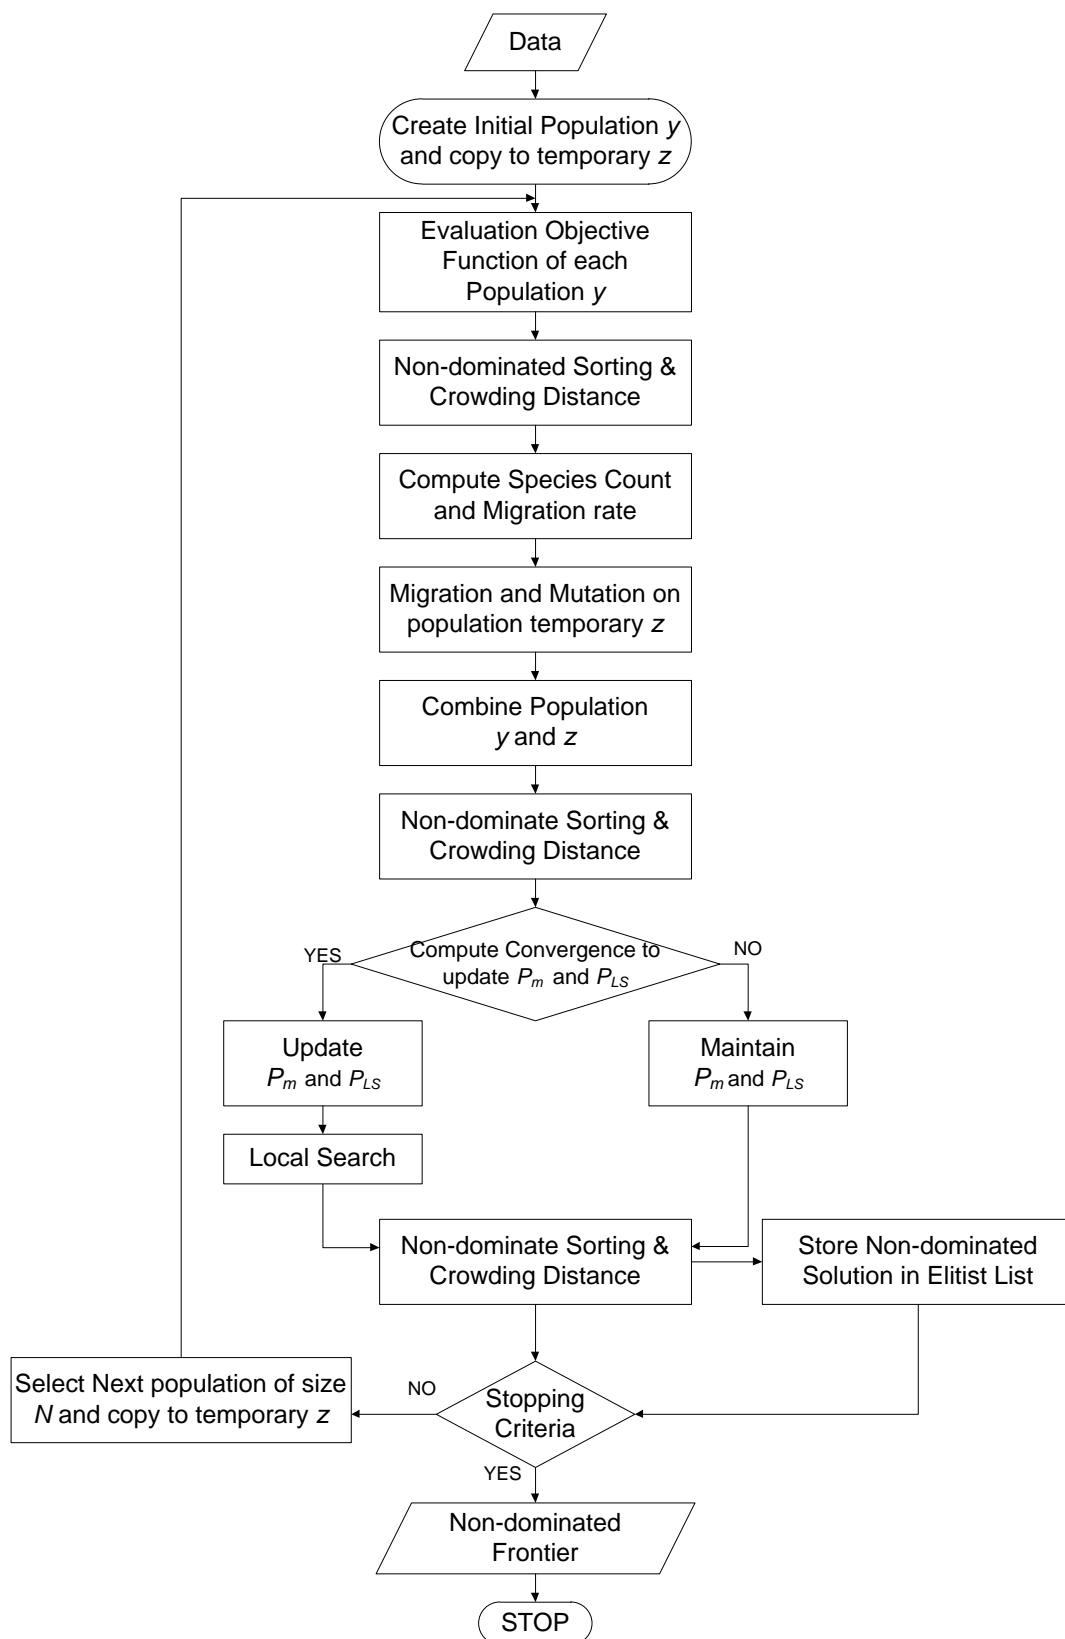 Data
Create Initial Population y
and copy to temporary z
Evaluation Objective
Function of each
Population y
Non-dominated Sorting &
Crowding Distance
Compute Species Count
and Migration rate
Migration and Mutation on
population temporary z
Combine Population
y and z
Non-dominate Sorting &
Crowding Distance
YES
Compute Convergence to
update Pm and PLS
NO
Update
Pm and PLS
Maintain
Pm and PLS
Local Search
Non-dominate Sorting &
Crowding Distance
Store Non-dominated
Solution in Elitist List
Select Next population of size
N and copy to temporary z
NO
Stopping
Criteria
YES
Non-dominated
Frontier
STOP